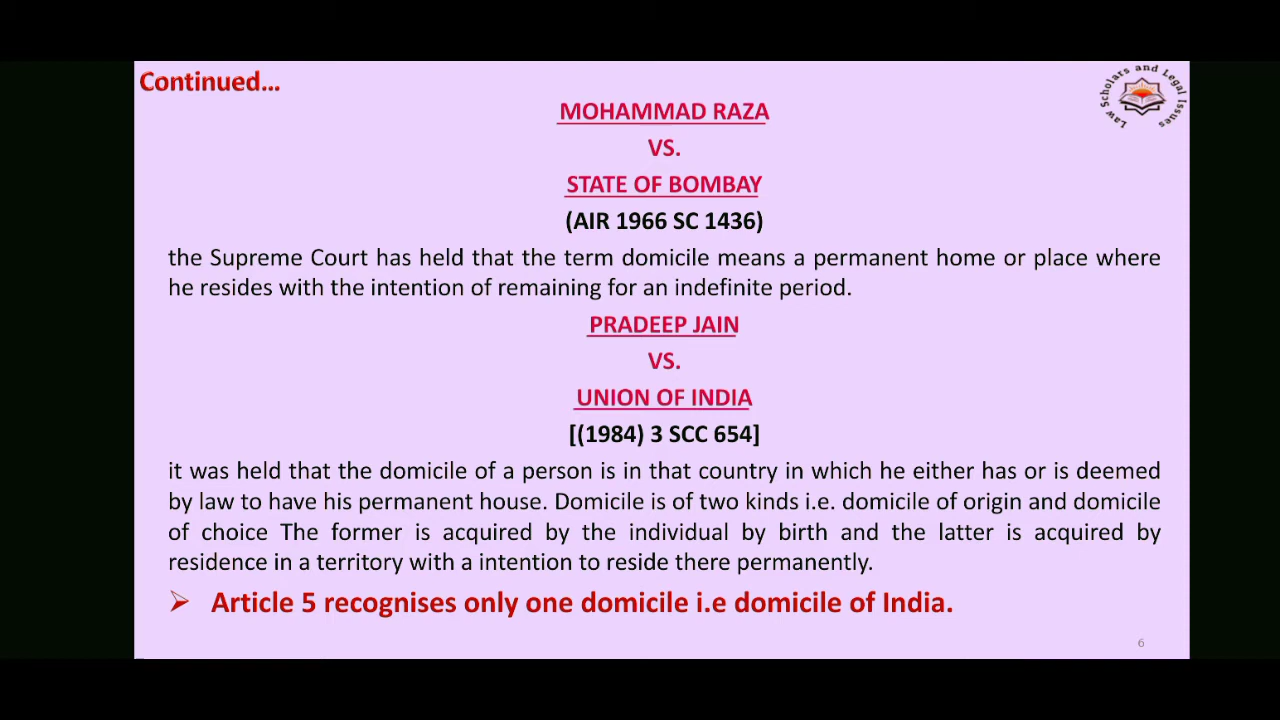 Continued...
Law Scholars and Legal Issues
MOHAMMAD RAZA
VS.
STATE OF BOMBAY
(AIR 1966 SC 1436)
the Supreme Court has held that the term domicile means a permanent home or place where
he resides with the intention of remaining for an indefinite period.
PRADEEP JAIN
VS.
UNION OF INDIA
[(1984) 3 SCC 654]
it was held that the domicile of a person is in that country in which he either has or is deemed
by law to have his permanent house. Domicile is of two kinds i.e. domicile of origin and domicile
of choice The former is acquired by the individual by birth and the latter is acquired by
residence in a territory with a intention to reside there permanently.
➢ Article 5 recognises only one domicile i.e domicile of India.
6